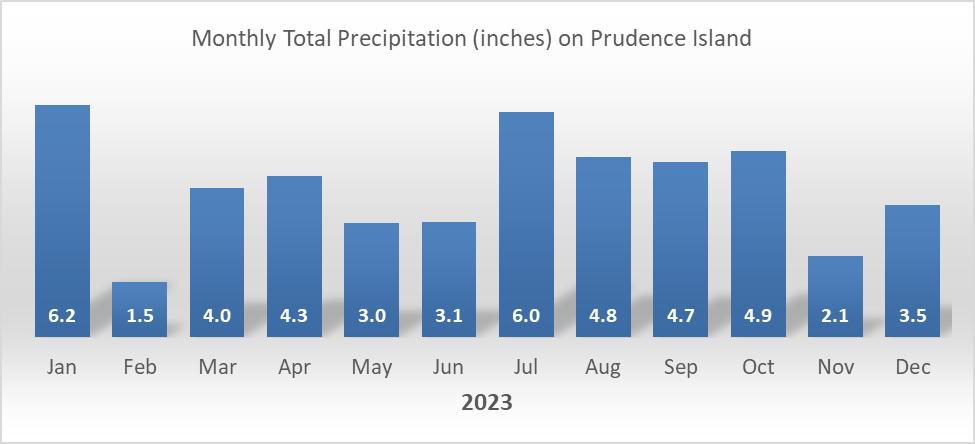 Monthly Total Precipitation (inches) on Prudence Island
6.2 1.5 4.0 4.3 3.0 3.1 6.0 4.8 4.7 4.9 2.1 3.5
Jan Feb Mar Apr May Jun Jul Aug Sep Oct Nov Dec
2023